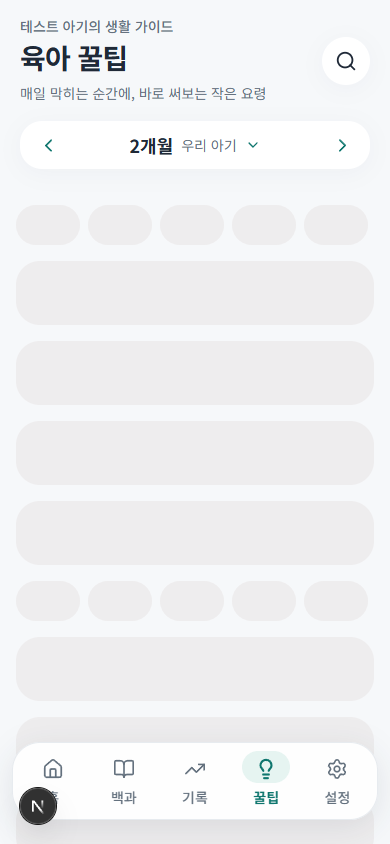 테스트 아기의 생활 가이드
육아 꿀팁
매일 막히는 순간에, 바로 써보는 작은 요령
2개월 우리 아기
백과 기록 꿀팁 설정
N